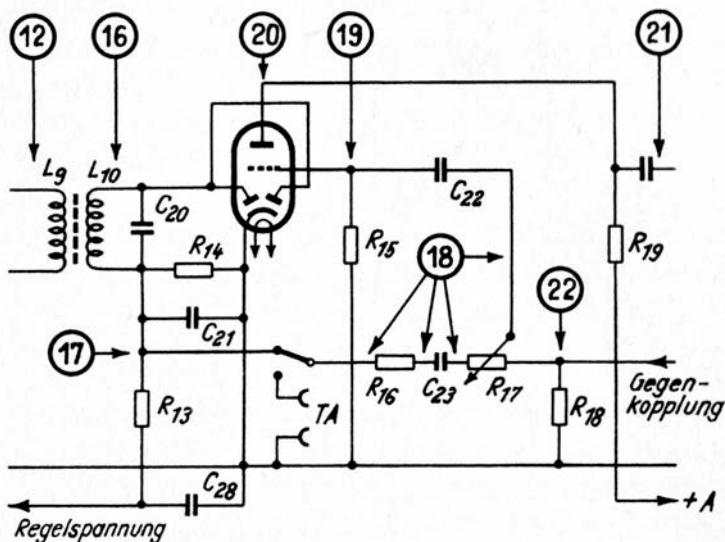 12 16 20 19 21
L9 L10
C20
C22
R14
R15
R19
18
22
C21
17
R16 C23 R17
Gegen-
kopplung
R13
TA
R18
C28
+A
Regelspannung